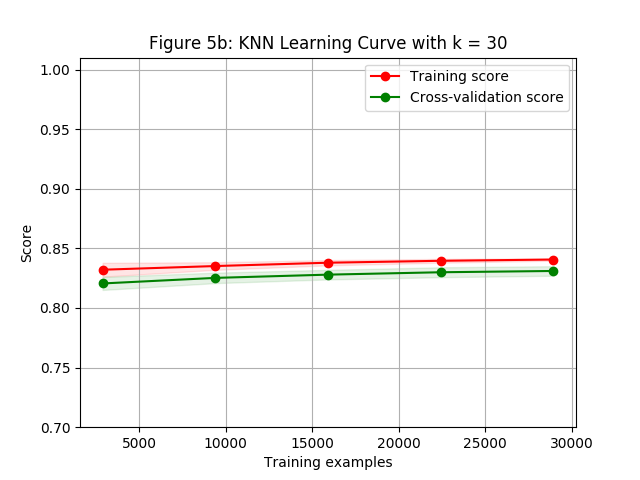 Figure 5b: KNN Learning Curve with k = 30
Training score
Cross-validation score
1.00
0.95
0.90
0.85
0.80
0.75
0.70
Score
5000 10000 15000 20000 25000 30000
Training examples